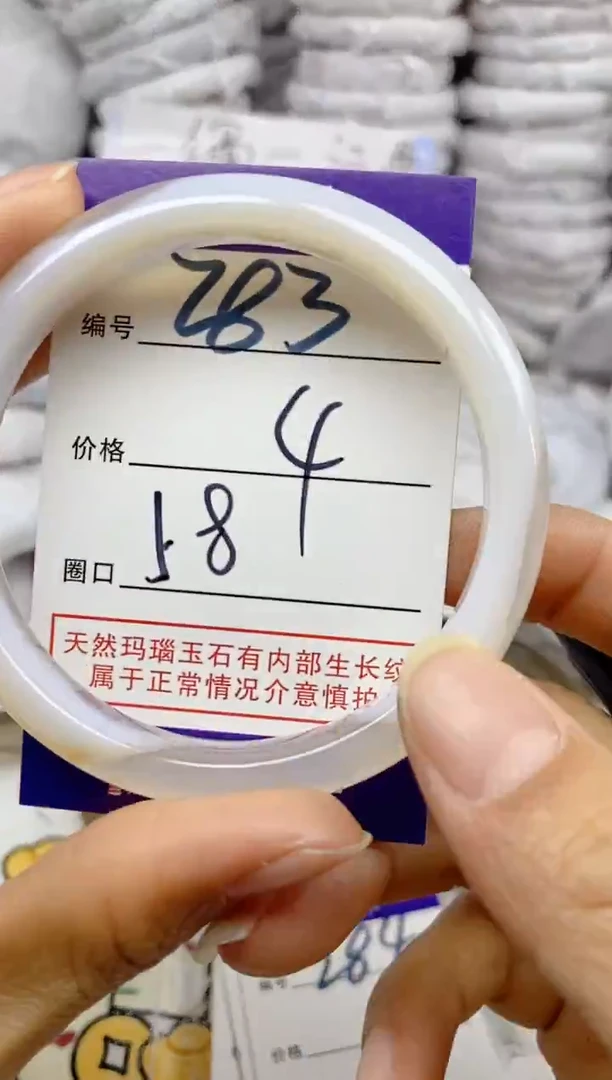 编号 283
价格 4
圈口 58
天然玛瑙玉石有内部生长纹
属于正常情况介意慎拍
编号 284
价格